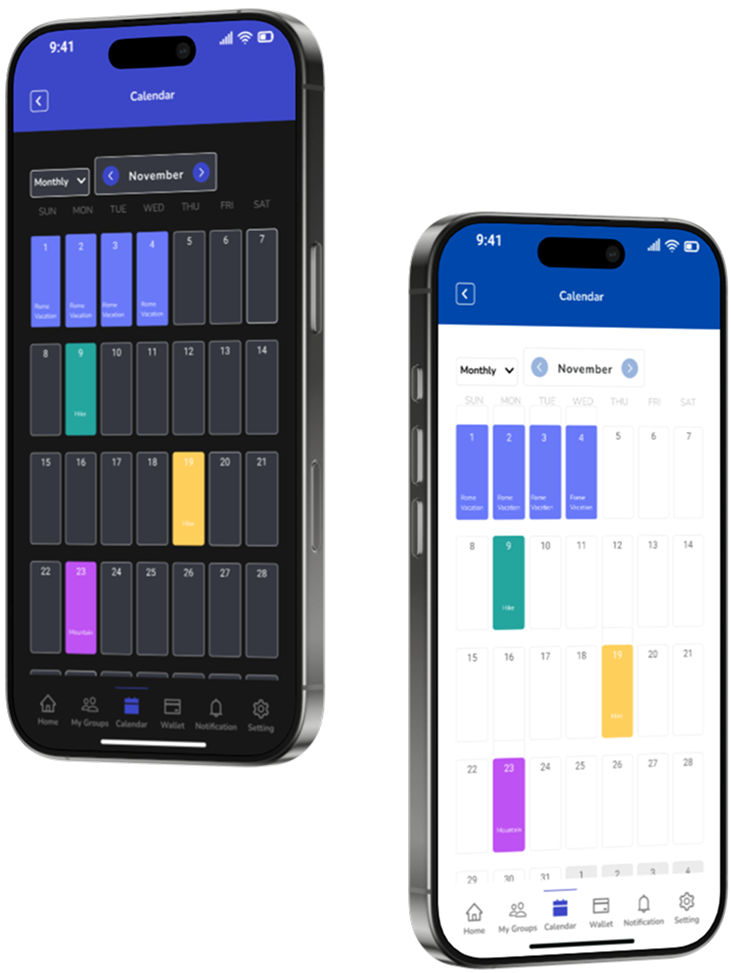 9:41
Calendar
Monthly
November
SUN MON TUE WED THU FRI SAT
1 2 3 4 5 6 7
Rome Vacation Rome Vacation Rome Vacation Rome Vacation
8 9 10 11 12 13 14
Hike
15 16 17 18 19 20 21
Hike
22 23 24 25 26 27 28
Mountain
Home My Groups Calendar Wallet Notification Setting
9:41
Calendar
Monthly
November
SUN MON TUE WED THU FRI SAT
1 2 3 4 5 6 7
Rome Vacation Rome Vacation Rome Vacation Rome Vacation
8 9 10 11 12 13 14
Hike
15 16 17 18 19 20 21
Hike
22 23 24 25 26 27 28
Mountain
29 30 31 1 2 3 4
Home My Groups Calendar Wallet Notification Setting